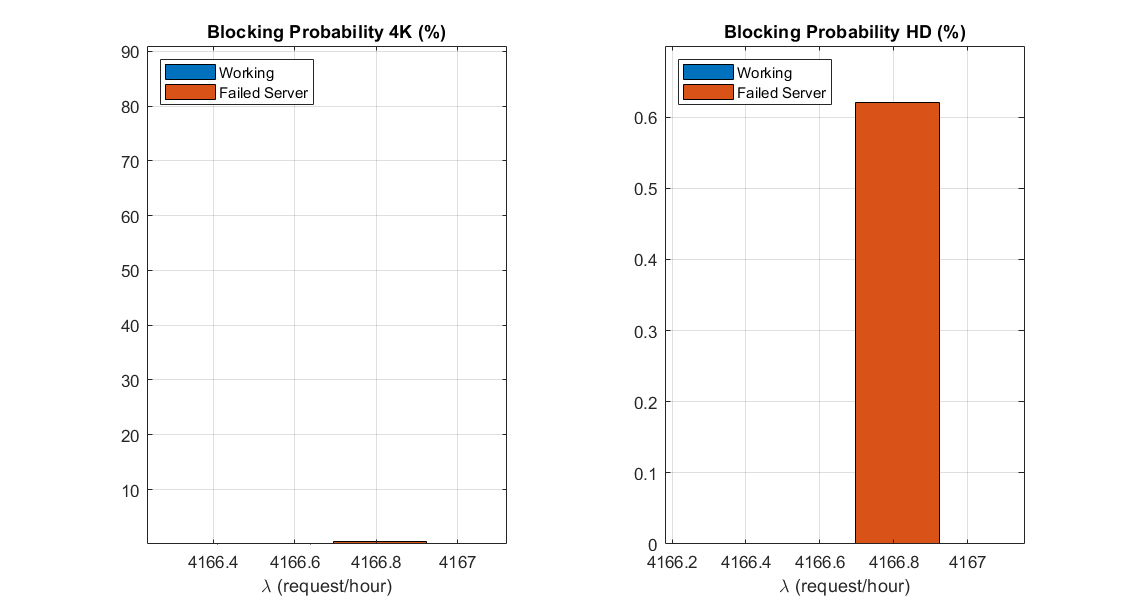 Blocking Probability 4K (%)
90
80
70
60
50
40
30
20
10
4166.4 4166.6 4166.8 4167
λ (request/hour)
Working
Failed Server
Blocking Probability HD (%)
0.6
0.5
0.4
0.3
0.2
0.1
0
4166.2 4166.4 4166.6 4166.8 4167
λ (request/hour)
Working
Failed Server